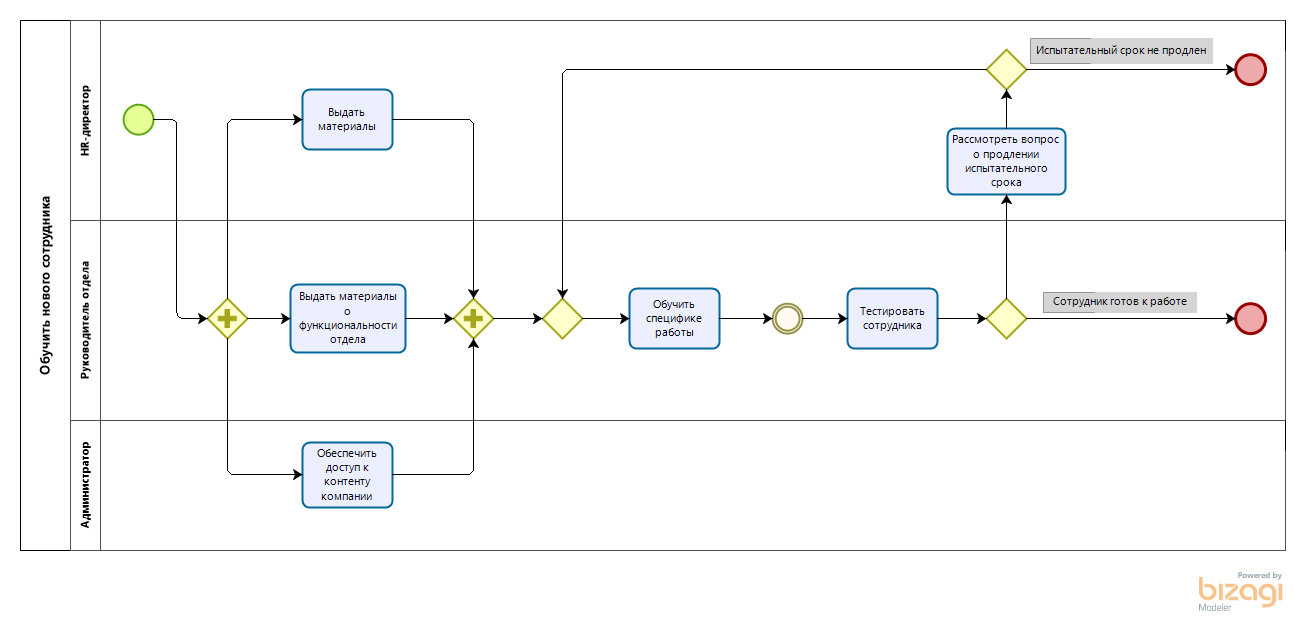 Обучить нового сотрудника
HR-директор
Выдать
материалы
Испытательный срок не продлен
Рассмотреть вопрос
о продлении
испытательного
срока
Руководитель отдела
Выдать материалы
о
функциональности
отдела
Обучить
специфике
работы
Тестировать
сотрудника
Сотрудник готов к работе
Администратор
Обеспечить
доступ к
контенту
компании
Powered by
bizagi
Modeler